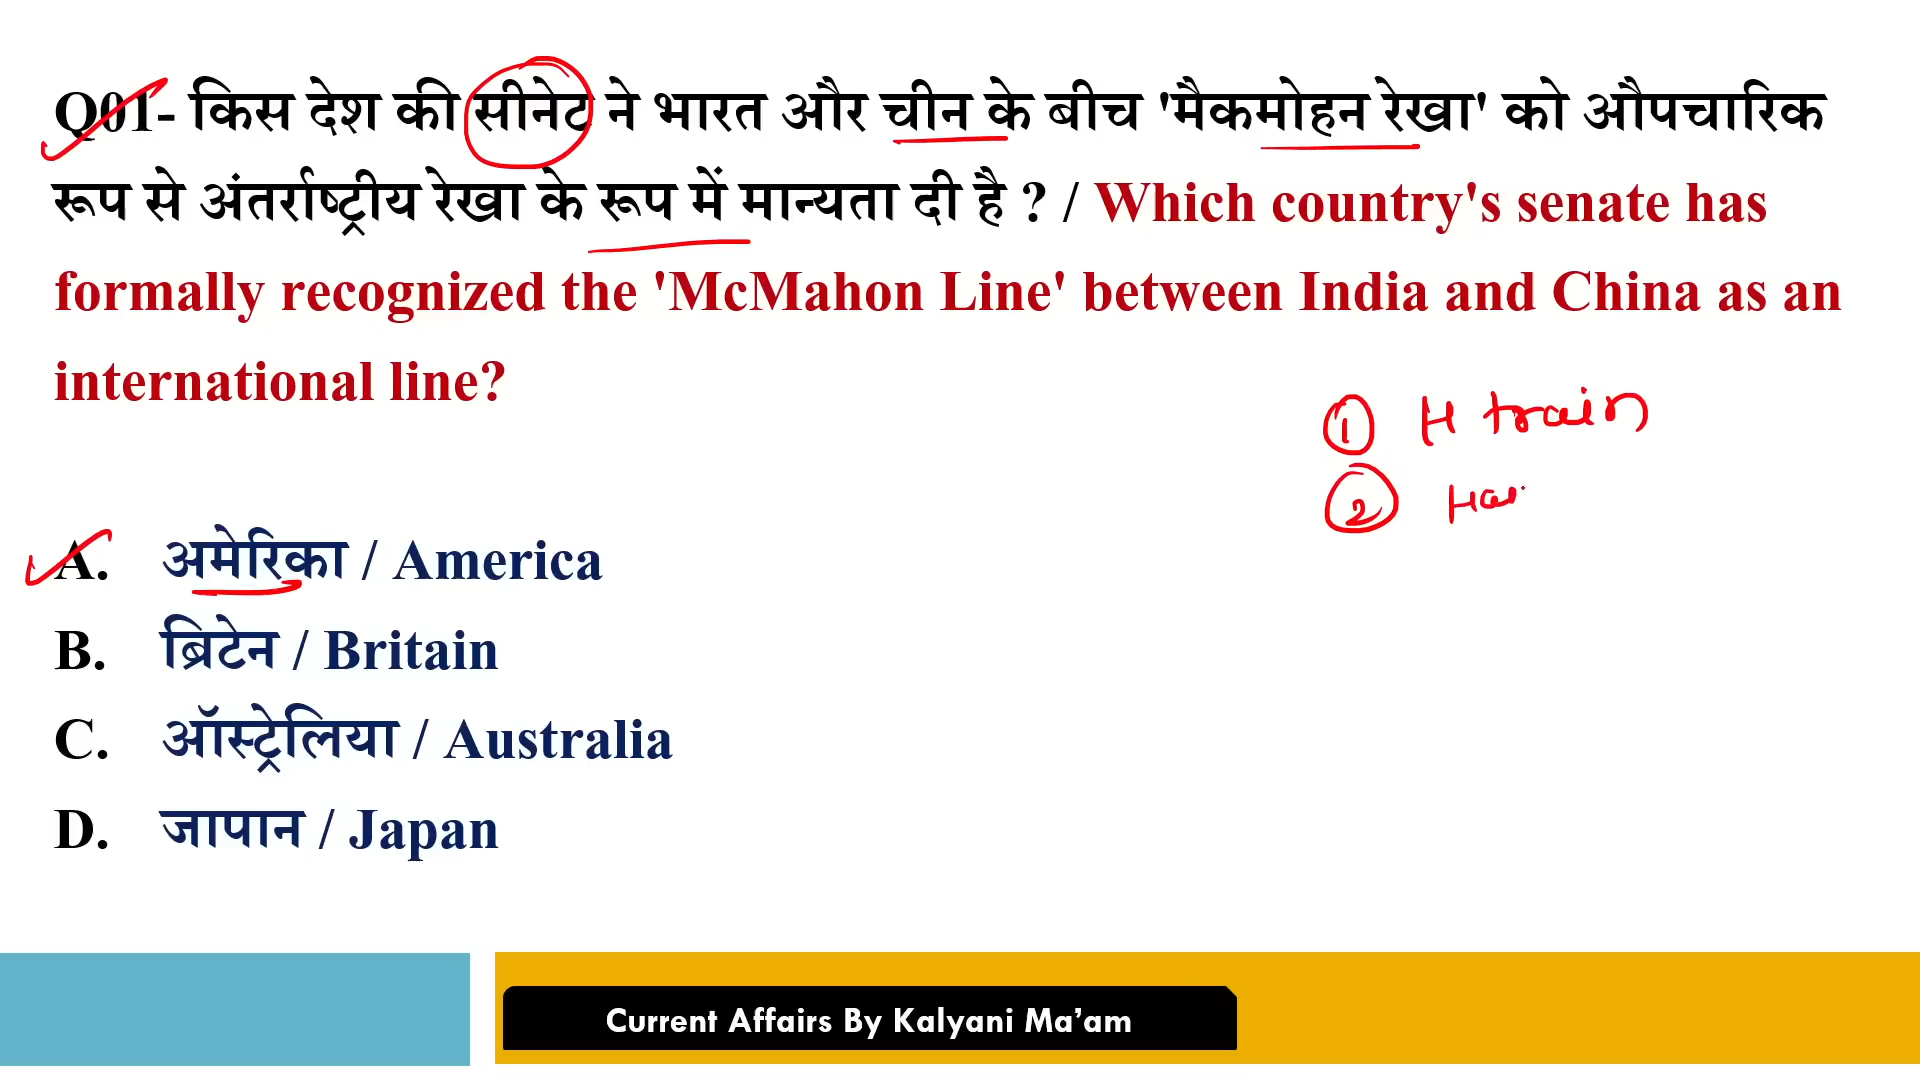 Q01- किस देश की सीनेट ने भारत और चीन के बीच 'मैकमोहन रेखा' को औपचारिक
रूप से अंतर्राष्ट्रीय रेखा के रूप में मान्यता दी है ? / Which country's senate has
formally recognized the 'McMahon Line' between India and China as an
international line?
1 H train
2 Har
A. अमेरिका / America
B. ब्रिटेन / Britain
C. ऑस्ट्रेलिया / Australia
D. जापान / Japan
Current Affairs By Kalyani Ma’am